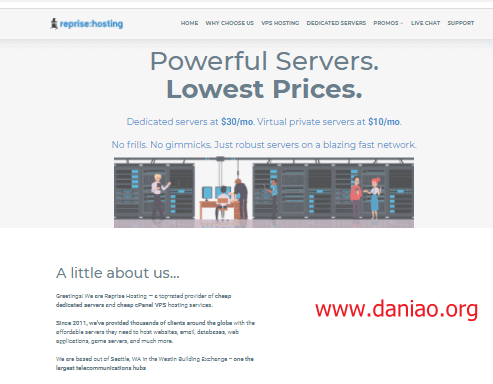 reprise:hosting
HOME WHY CHOOSE US VPS HOSTING DEDICATED SERVERS PROMOS LIVE CHAT SUPPORT
Powerful Servers.
Lowest Prices.
Dedicated servers at $30/mo. Virtual private servers at $10/mo.
No frills. No gimmicks. Just robust servers on a blazing fast network.
A little about us...
Greetings! We are Reprise Hosting – a top-rated provider of cheap
dedicated servers and cheap cPanel VPS hosting services.
www.daniao.org
Since 2011, we've provided thousands of clients around the globe with the
affordable servers they need to host websites, email, databases, web
applications, game servers, and much more.
We are based out of Seattle, WA in the Westin Building Exchange – one the
largest telecommunications hubs